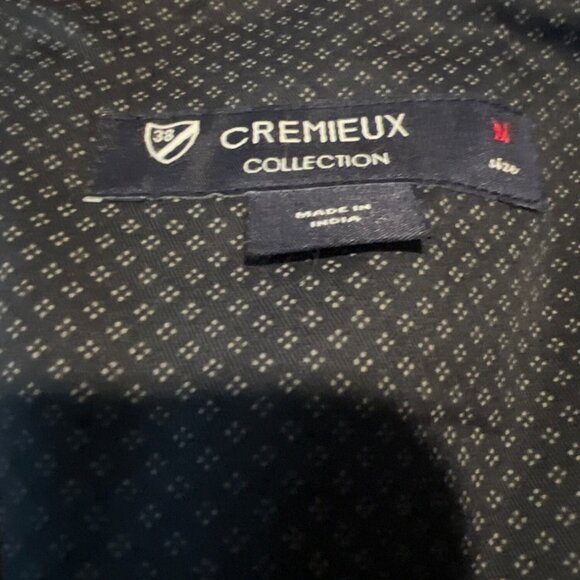 38
CREMIEUX
COLLECTION
M
size
MADE IN
INDIA